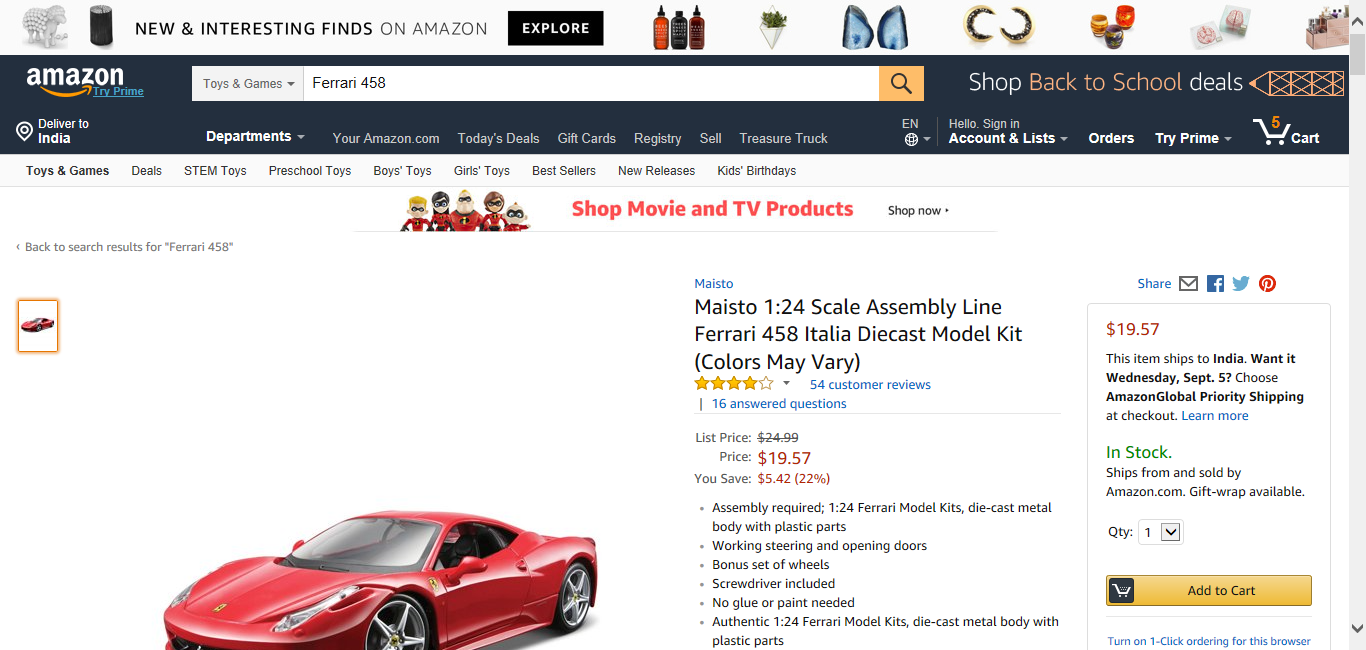 NEW & INTERESTING FINDS ON AMAZON EXPLORE
amazon
Try Prime
Toys & Games
Ferrari 458
Shop Back to School deals
Deliver to
India
Departments
Your Amazon.com Today's Deals Gift Cards Registry Sell Treasure Truck
EN
Hello. Sign in
Account & Lists
Orders
Try Prime
5
Cart
Toys & Games Deals STEM Toys Preschool Toys Boys' Toys Girls' Toys Best Sellers New Releases Kids' Birthdays
Shop Movie and TV Products Shop now ▸
‹ Back to search results for "Ferrari 458"
Maisto
Maisto 1:24 Scale Assembly Line
Ferrari 458 Italia Diecast Model Kit
(Colors May Vary)
54 customer reviews
| 16 answered questions
List Price: $24.99
Price: $19.57
You Save: $5.42 (22%)
Assembly required; 1:24 Ferrari Model Kits, die-cast metal
body with plastic parts
Working steering and opening doors
Bonus set of wheels
Screwdriver included
No glue or paint needed
Authentic 1:24 Ferrari Model Kits, die-cast metal body with
plastic parts
Share
$19.57
This item ships to India. Want it
Wednesday, Sept. 5? Choose
AmazonGlobal Priority Shipping
at checkout. Learn more
In Stock.
Ships from and sold by
Amazon.com. Gift-wrap available.
Qty: 1
Add to Cart
Turn on 1-Click ordering for this browser